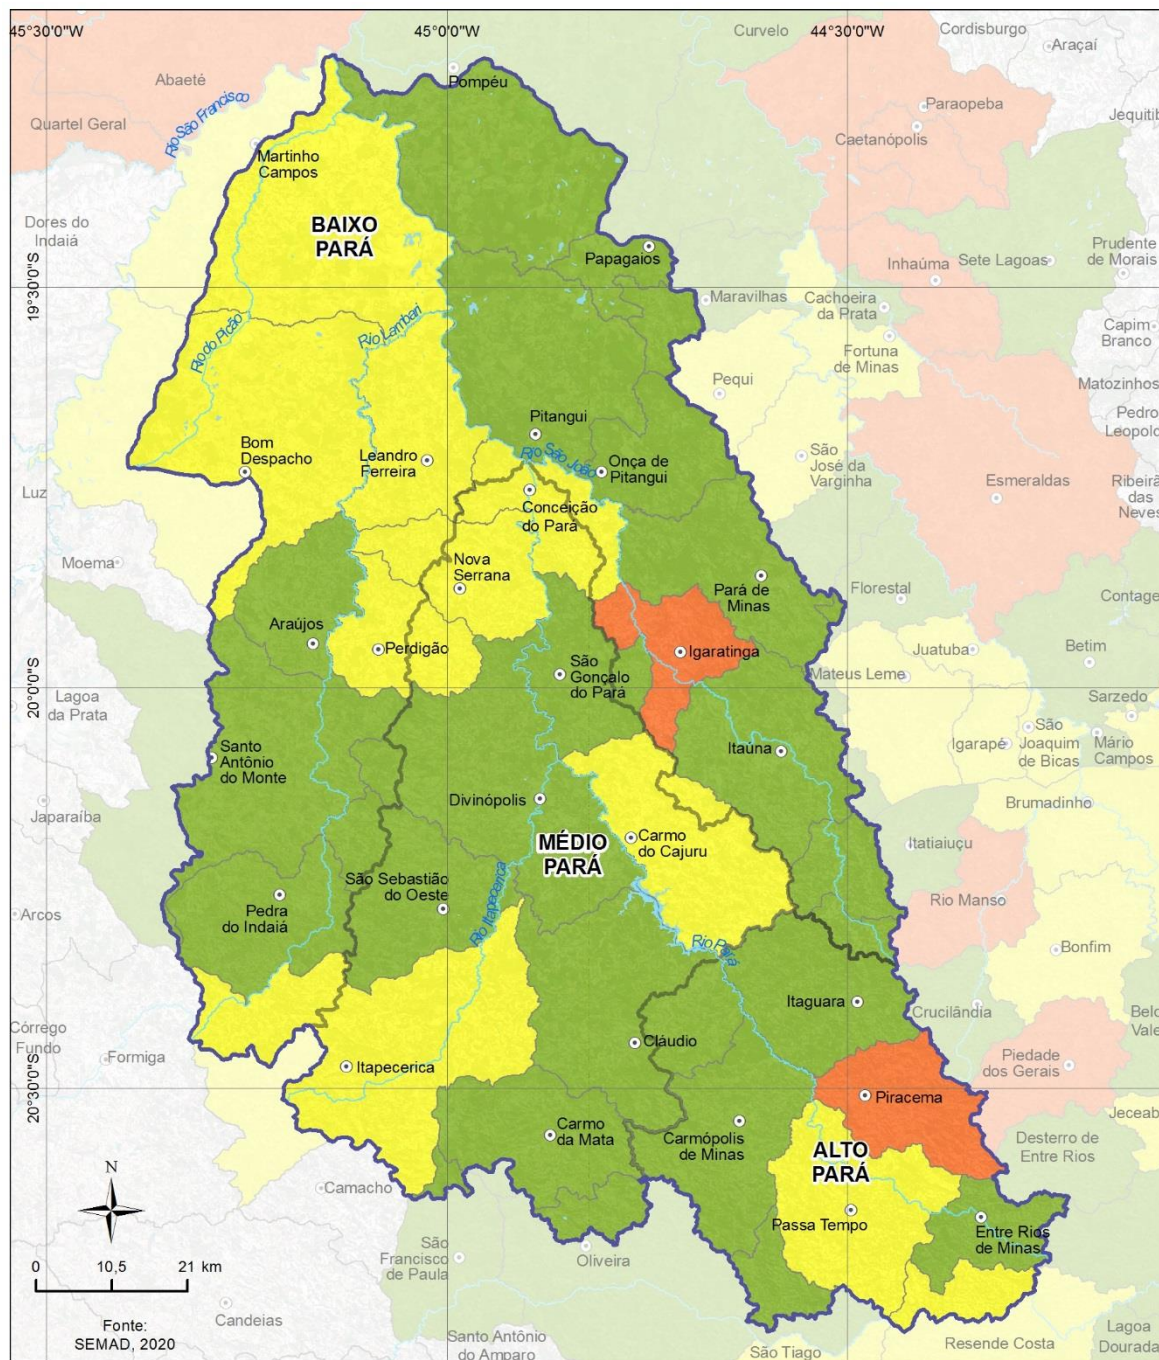 45°30'0"W
45°0'0"W
44°30'0"W
Curvelo
Cordisburgo
Araçaí
Abaeté
Pompéu
Paraopeba
Quartel Geral
Rio São Francisco
Caetanópolis
Martinho
Campos
Dores do
Indaiá
BAIXO
PARÁ
Papagaios
Inhaúma
Sete Lagoas
Prudente
de Morais
19°30'0"S
Maravilhas
Cachoeira
da Prata
Rio do Picão
Rio Lambari
Capim
Branco
Fortuna
de Minas
Pequi
Matozinhos
Pedro
Leopold
Pitangui
Rio São João
Bom
Despacho
Leandro
Ferreira
Onça de
Pitangui
São
José da
Varginha
Luz
Esmeraldas
Ribeirã
das
Neves
Conceição
do Pará
Moema
Nova
Serrana
Pará de
Minas
Florestal
Contage
Araújos
Perdigão
Igaratinga
Juatuba
Betim
São
Gonçalo
do Pará
Mateus Leme
20°0'0"S
Lagoa
da Prata
Sarzedo
Santo
Antônio
do Monte
Itaúna
Igarapé
São
Joaquim
de Bicas
Mário
Campos
Japaraíba
Divinópolis
Brumadinho
MÉDIO
PARÁ
Carmo
do Cajuru
Itatiaiuçu
São Sebastião
do Oeste
Rio Itapecerica
Pedra
do Indaiá
Arcos
Rio Manso
Rio Pará
Bonfim
Itaguara
Crucilândia
Belo
Vale
Córrego
Fundo
Formiga
Cláudio
Itapecerica
Piedade
dos Gerais
20°30'0"S
Piracema
Jeceab
Carmo
da Mata
Carmópolis
de Minas
ALTO
PARÁ
Desterro de
Entre Rios
N
Camacho
Passa Tempo
Entre Rios
de Minas
São
Francisco
de Paula
Oliveira
0 10,5 21 km
Candeias
Fonte:
SEMAD, 2020
Santo Antônio
do Amparo
São Tiago
Resende Costa
Lagoa
Dourada